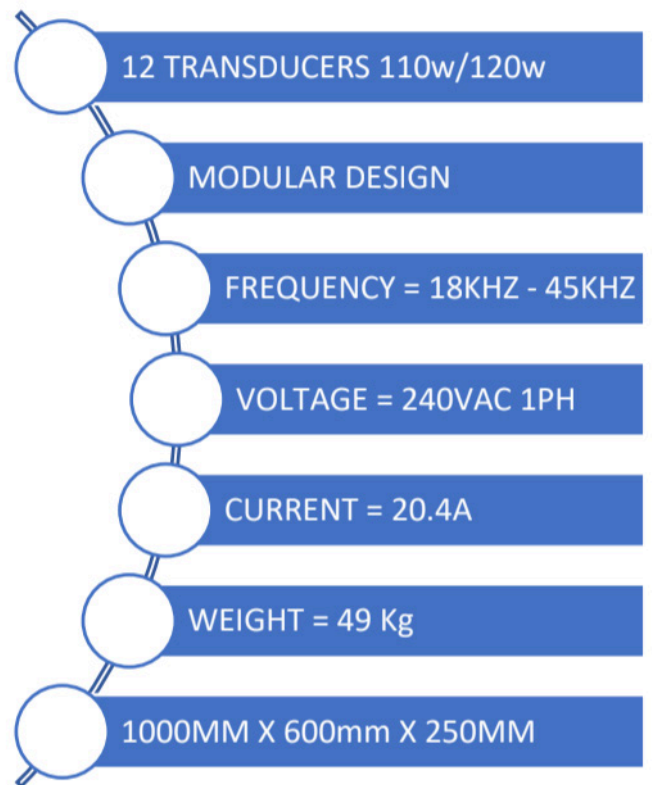 12 TRANSDUCERS 110w/120w
MODULAR DESIGN
FREQUENCY = 18KHZ - 45KHZ
VOLTAGE = 240VAC 1PH
CURRENT = 20.4A
WEIGHT = 49 Kg
1000MM X 600mm X 250MM